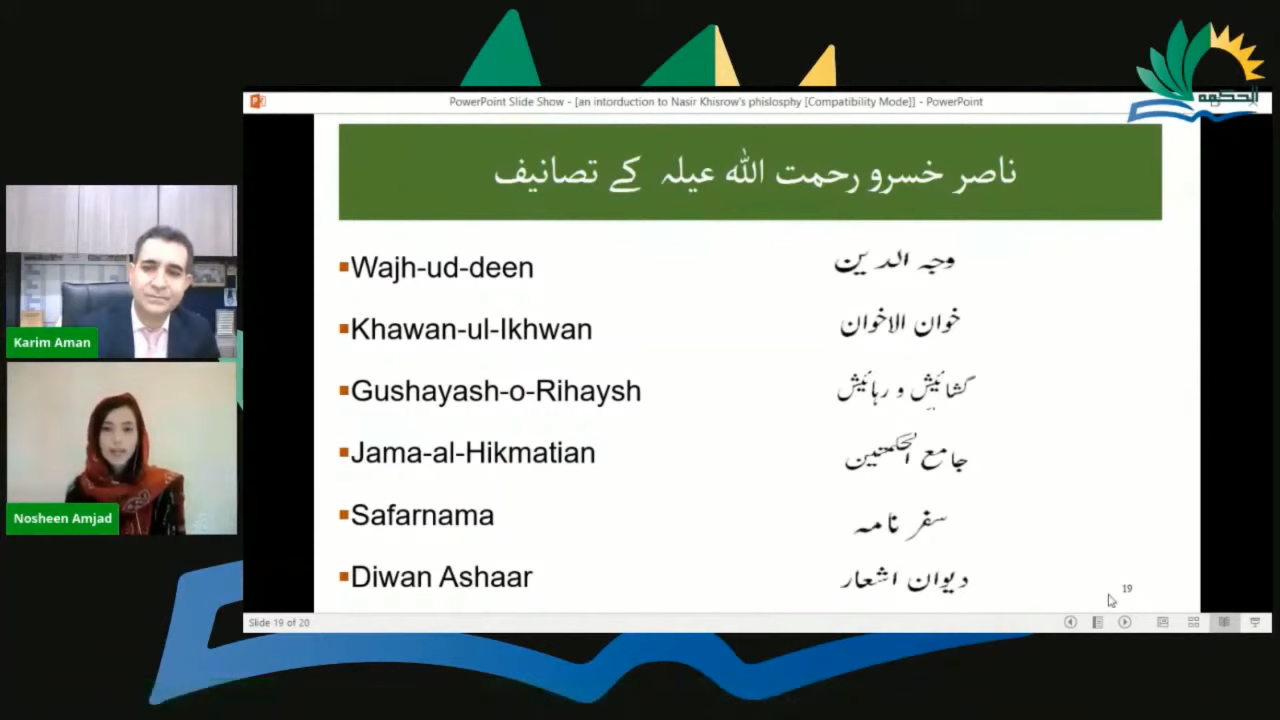 الحكمة
PowerPoint Slide Show - [an intorduction to Nasir Khisrow's phislosphy [Compatibility Mode]] - PowerPoint
ناصر خسرو رحمت اللہ عیلہ کے تصانیف
Wajh-ud-deen وجہ الدین
Khawan-ul-Ikhwan خوان الاخوان
Gushayash-o-Rihaysh گشائیش و رہائیش
Jama-al-Hikmatian جامع الحکمتین
Safarnama سفر نامہ
Diwan Ashaar دیوان اشعار
19
Slide 19 of 20
Karim Aman
Nosheen Amjad